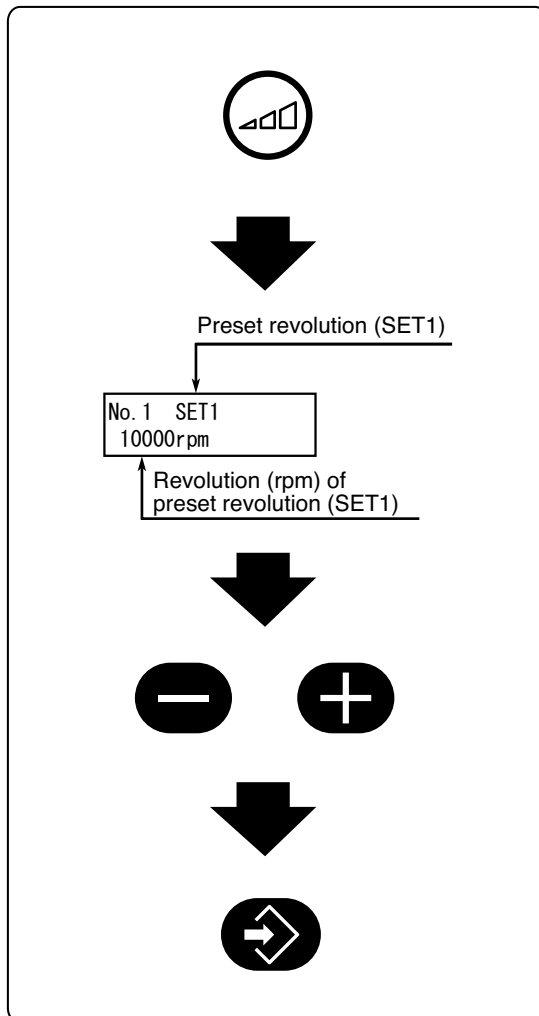 Preset revolution (SET1)
No. 1 SET1
10000rpm
Revolution (rpm) of
preset revolution (SET1)